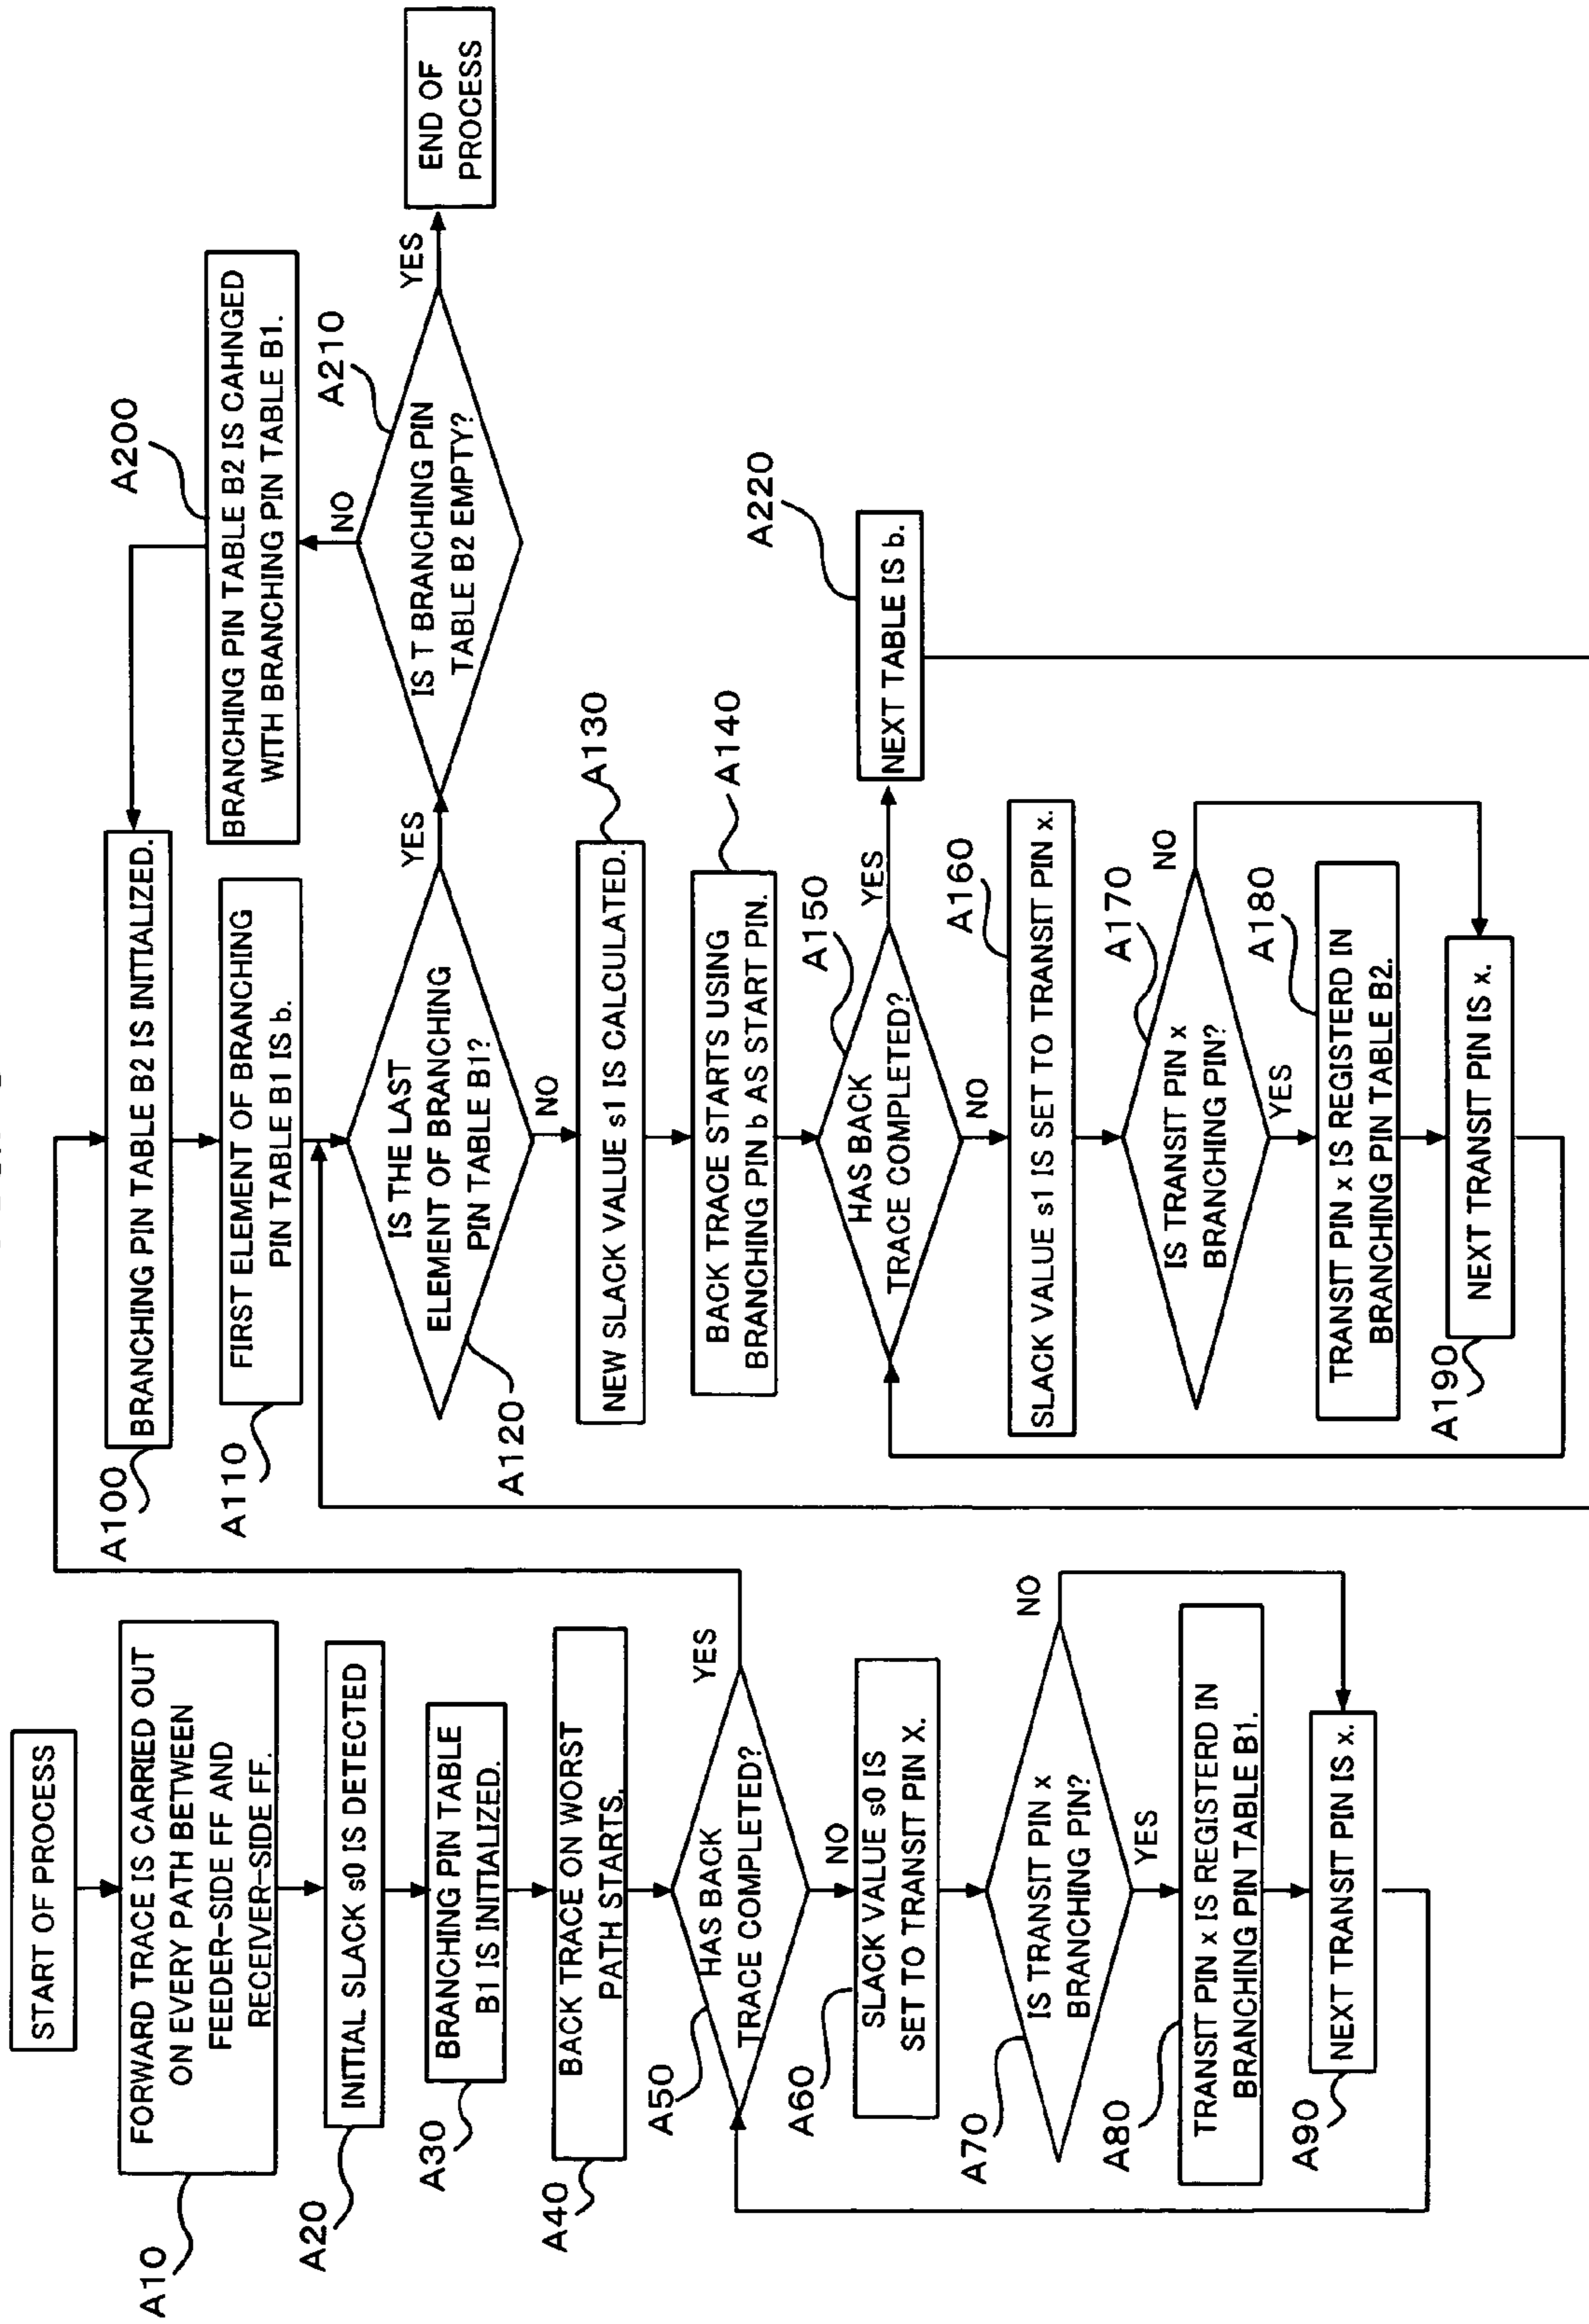 START OF PROCESS
FORWARD TRACE IS CARRIED OUT
ON EVERY PATH BETWEEN
FEEDER-SIDE FF AND
RECEIVER-SIDE FF.
A10
INITIAL SLACK s0 IS DETECTED
A20
BRANCHING PIN TABLE
B1 IS INITIALIZED.
A30
BACK TRACE ON WORST
PATH STARTS.
A40
HAS BACK
TRACE COMPLETED?
A50
YES
NO
SLACK VALUE s0 IS
SET TO TRANSIT PIN X.
A60
IS TRANSIT PIN x
BRANCHING PIN?
A70
NO
YES
TRANSIT PIN x IS REGISTERD IN
BRANCHING PIN TABLE B1.
A80
NEXT TRANSIT PIN IS x.
A90
BRANCHING PIN TABLE B2 IS INITIALIZED.
A100
FIRST ELEMENT OF BRANCHING
PIN TABLE B1 IS b.
A110
IS THE LAST
ELEMENT OF BRANCHING
PIN TABLE B1?
A120
YES
NO
NEW SLACK VALUE s1 IS CALCULATED.
A130
BACK TRACE STARTS USING
BRANCHING PIN b AS START PIN.
A140
HAS BACK
TRACE COMPLETED?
A150
YES
NO
SLACK VALUE s1 IS SET TO TRANSIT PIN x.
A160
IS TRANSIT PIN x
BRANCHING PIN?
A170
NO
YES
TRANSIT PIN x IS REGISTERD IN
BRANCHING PIN TABLE B2.
A180
NEXT TRANSIT PIN IS x.
A190
BRANCHING PIN TABLE B2 IS CAHNGED
WITH BRANCHING PIN TABLE B1.
A200
IS T BRANCHING PIN
TABLE B2 EMPTY?
A210
NO
YES
END OF
PROCESS
NEXT TABLE IS b.
A220